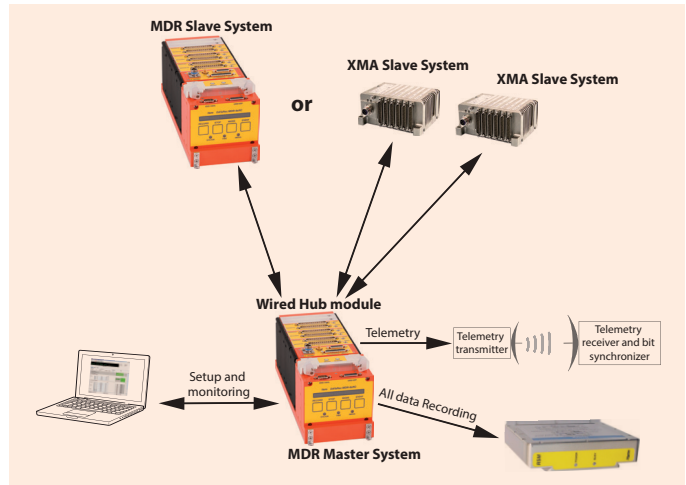 MDR Slave System
XMA Slave System
XMA Slave System
or
Wired Hub module
Telemetry
Telemetry
transmitter
Telemetry
receiver and bit
synchronizer
Setup and
monitoring
All data Recording
MDR Master System